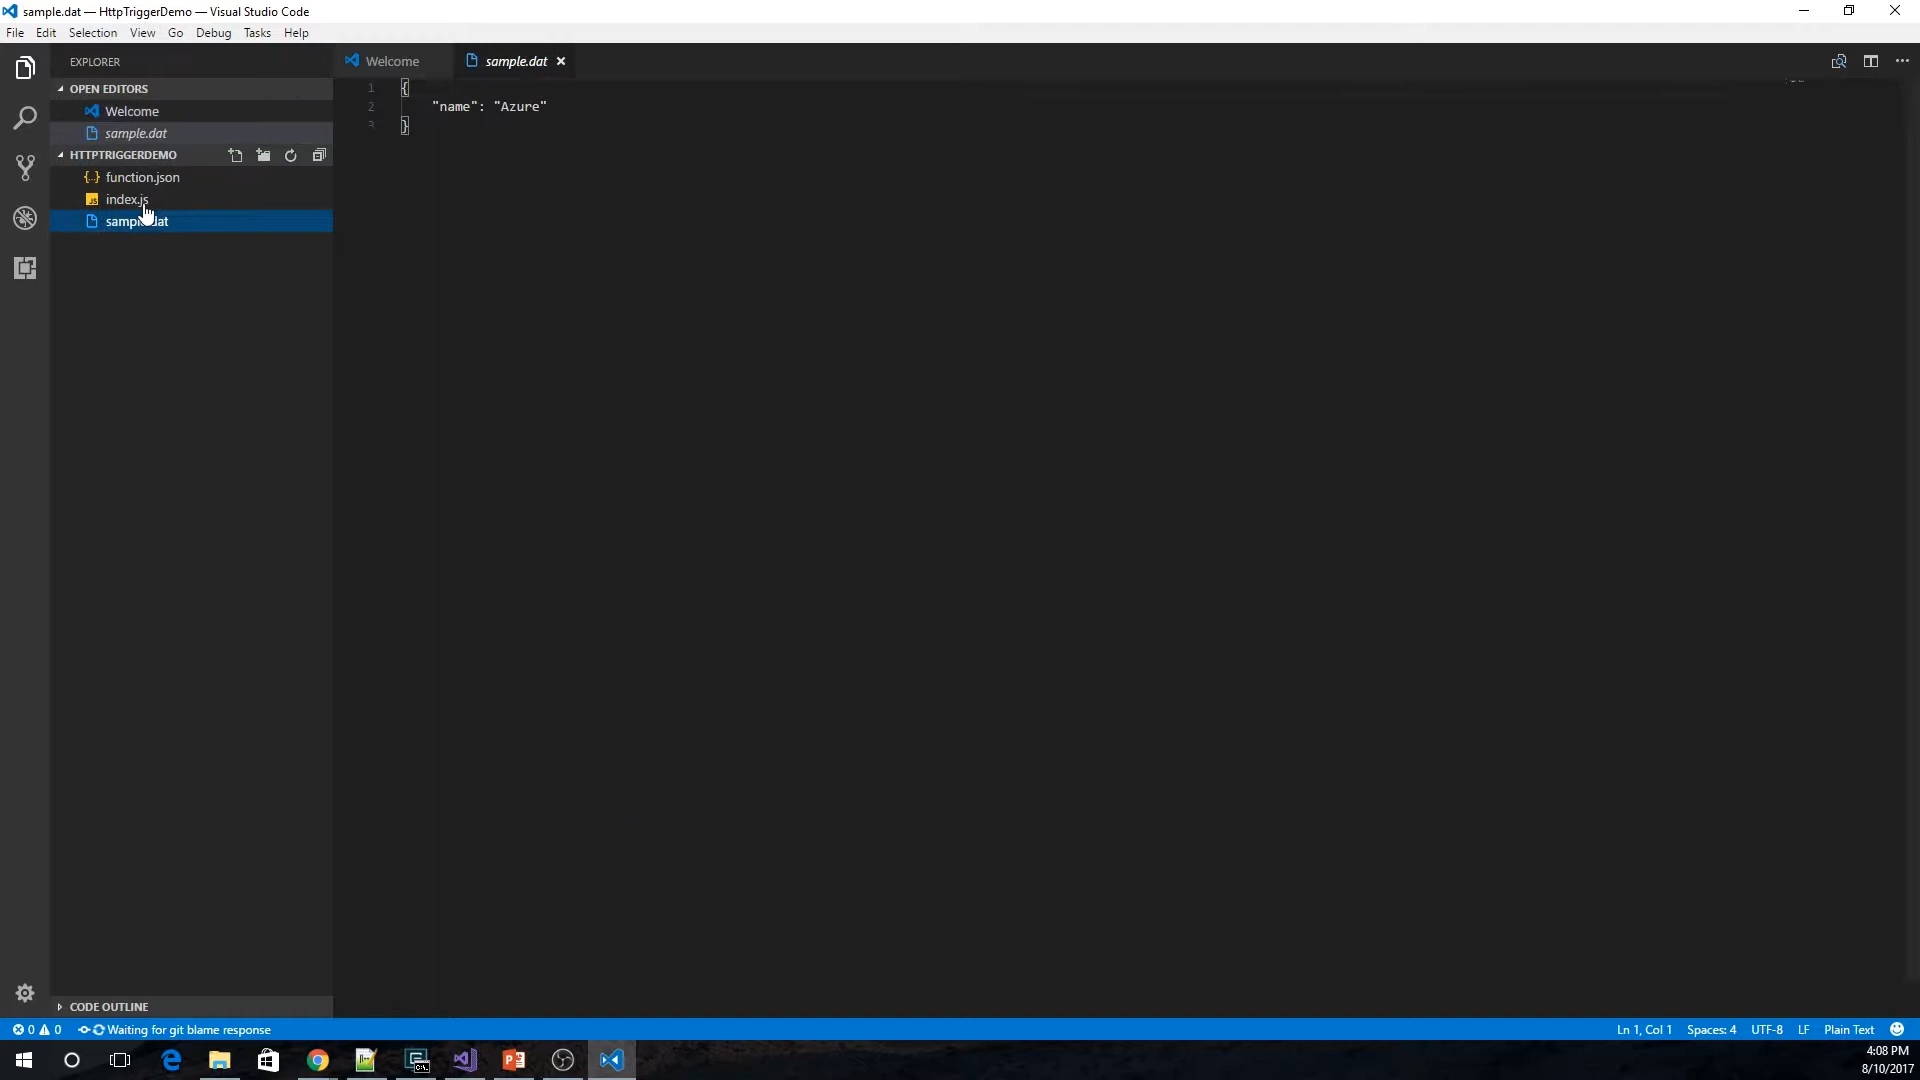 sample.dat — HttpTriggerDemo — Visual Studio Code
File Edit Selection View Go Debug Tasks Help
EXPLORER
OPEN EDITORS
Welcome
sample.dat
HTTPTRIGGERDEMO
function.json
index.js
Welcome
sample.dat
1 {
2 "name": "Azure"
3 }
CODE OUTLINE
0 0 Waiting for git blame response
Ln 1, Col 1 Spaces: 4 UTF-8 LF Plain Text
4:08 PM
8/10/2017